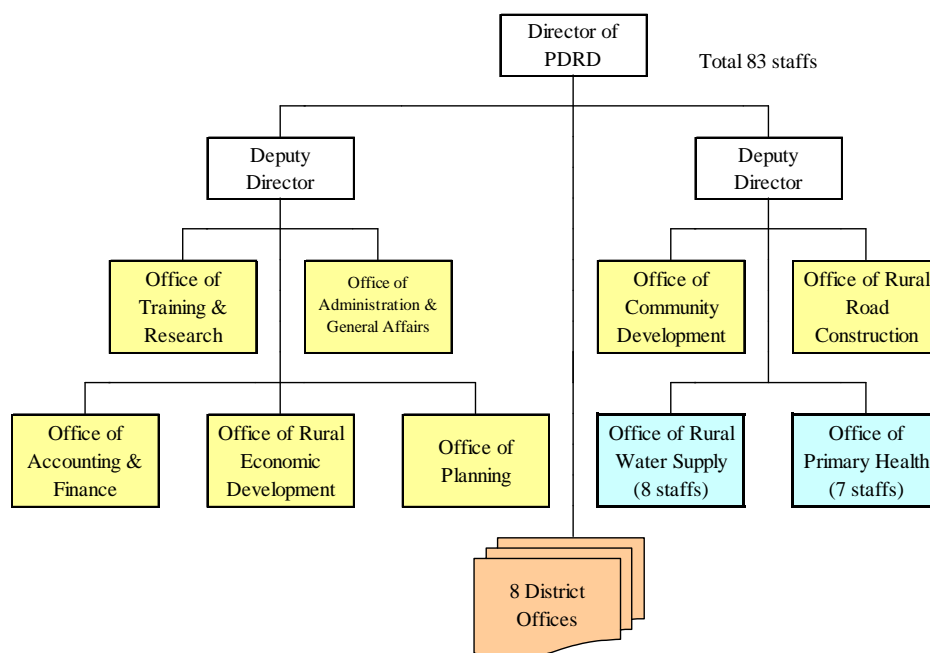 Director of
PDRD
Total 83 staffs
Deputy
Director
Deputy
Director
Office of
Training &
Research
Office of
Administration &
General Affairs
Office of
Community
Development
Office of Rural
Road
Construction
Office of
Accounting &
Finance
Office of Rural
Economic
Development
Office of
Planning
Office of Rural
Water Supply
(8 staffs)
Office of
Primary Health
(7 staffs)
8 District
Offices